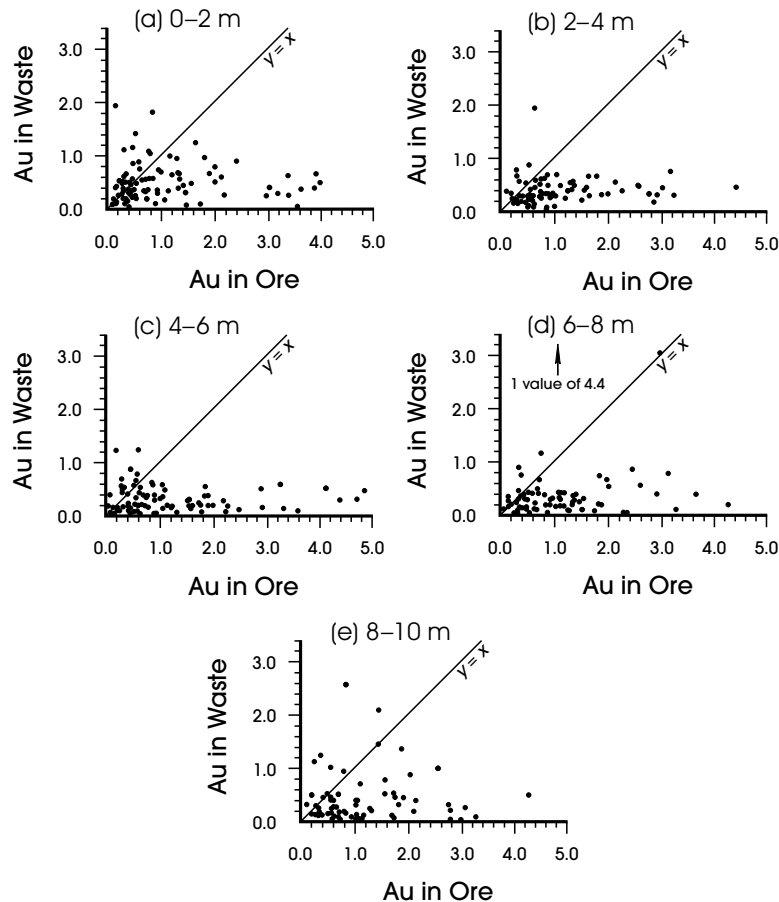 (a) 0–2 m
3.0
2.0
1.0
0.0
Au in Waste
y = x
0.0 1.0 2.0 3.0 4.0 5.0
Au in Ore
(b) 2–4 m
3.0
2.0
1.0
0.0
Au in Waste
y = x
0.0 1.0 2.0 3.0 4.0 5.0
Au in Ore
(c) 4–6 m
3.0
2.0
1.0
0.0
Au in Waste
y = x
0.0 1.0 2.0 3.0 4.0 5.0
Au in Ore
(d) 6–8 m
1 value of 4.4
3.0
2.0
1.0
0.0
Au in Waste
y = x
0.0 1.0 2.0 3.0 4.0 5.0
Au in Ore
(e) 8–10 m
3.0
2.0
1.0
0.0
Au in Waste
y = x
0.0 1.0 2.0 3.0 4.0 5.0
Au in Ore